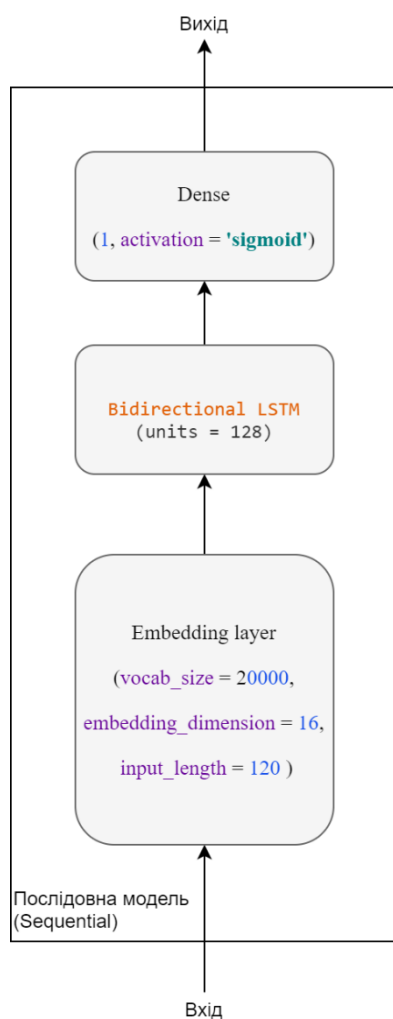 Вихід
Dense
(1, activation = 'sigmoid')
Bidirectional LSTM
(units = 128)
Embedding layer
(vocab_size = 20000,
embedding_dimension = 16,
input_length = 120 )
Послідовна модель
(Sequential)
Вхід